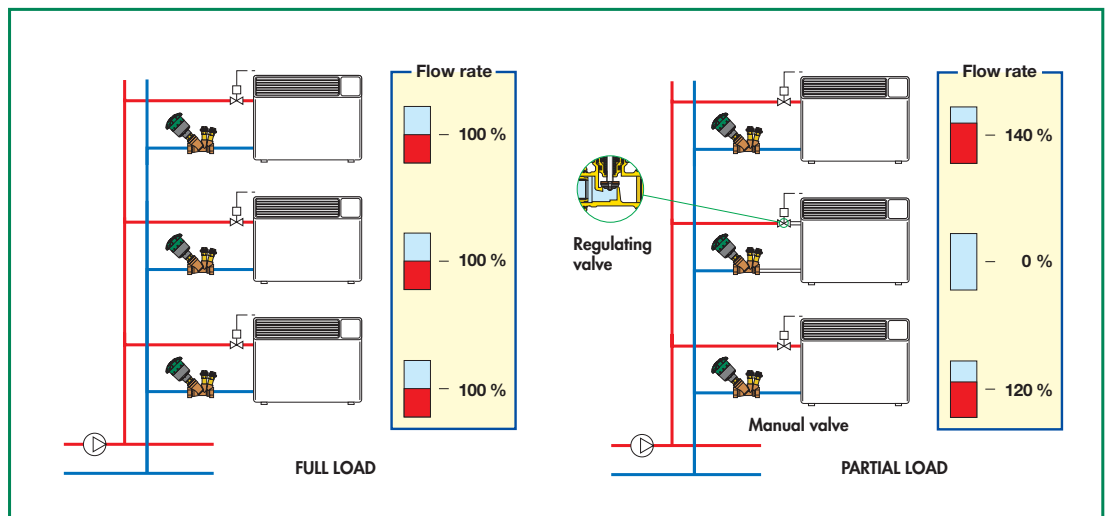 Flow rate
100 %
100 %
100 %
FULL LOAD
Flow rate
140 %
Regulating
valve
0 %
120 %
Manual valve
PARTIAL LOAD